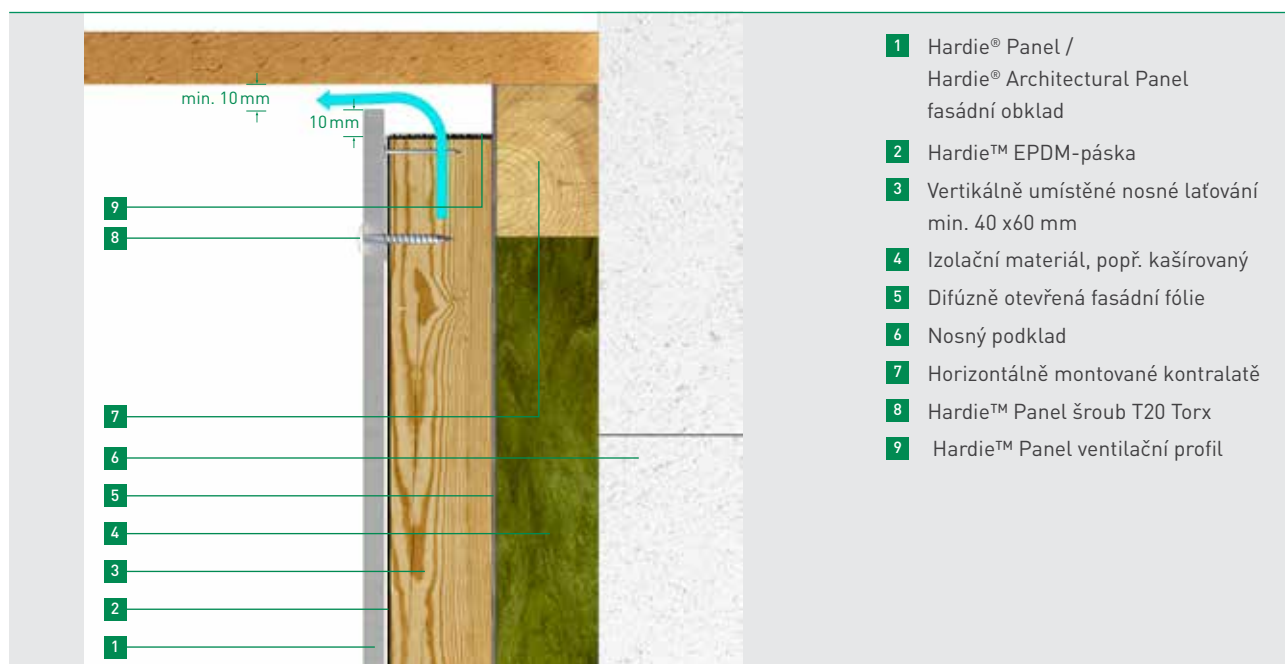 min. 10 mm
10 mm
9
8
7
6
5
4
3
2
1
1 Hardie® Panel /
Hardie® Architectural Panel
fasádní obklad
2 Hardie™ EPDM-páska
3 Vertikálně umístěné nosné laťování
min. 40 x60 mm
4 Izolační materiál, popř. kašírovaný
5 Difúzně otevřená fasádní fólie
6 Nosný podklad
7 Horizontálně montované kontralatě
8 Hardie™ Panel šroub T20 Torx
9 Hardie™ Panel ventilační profil